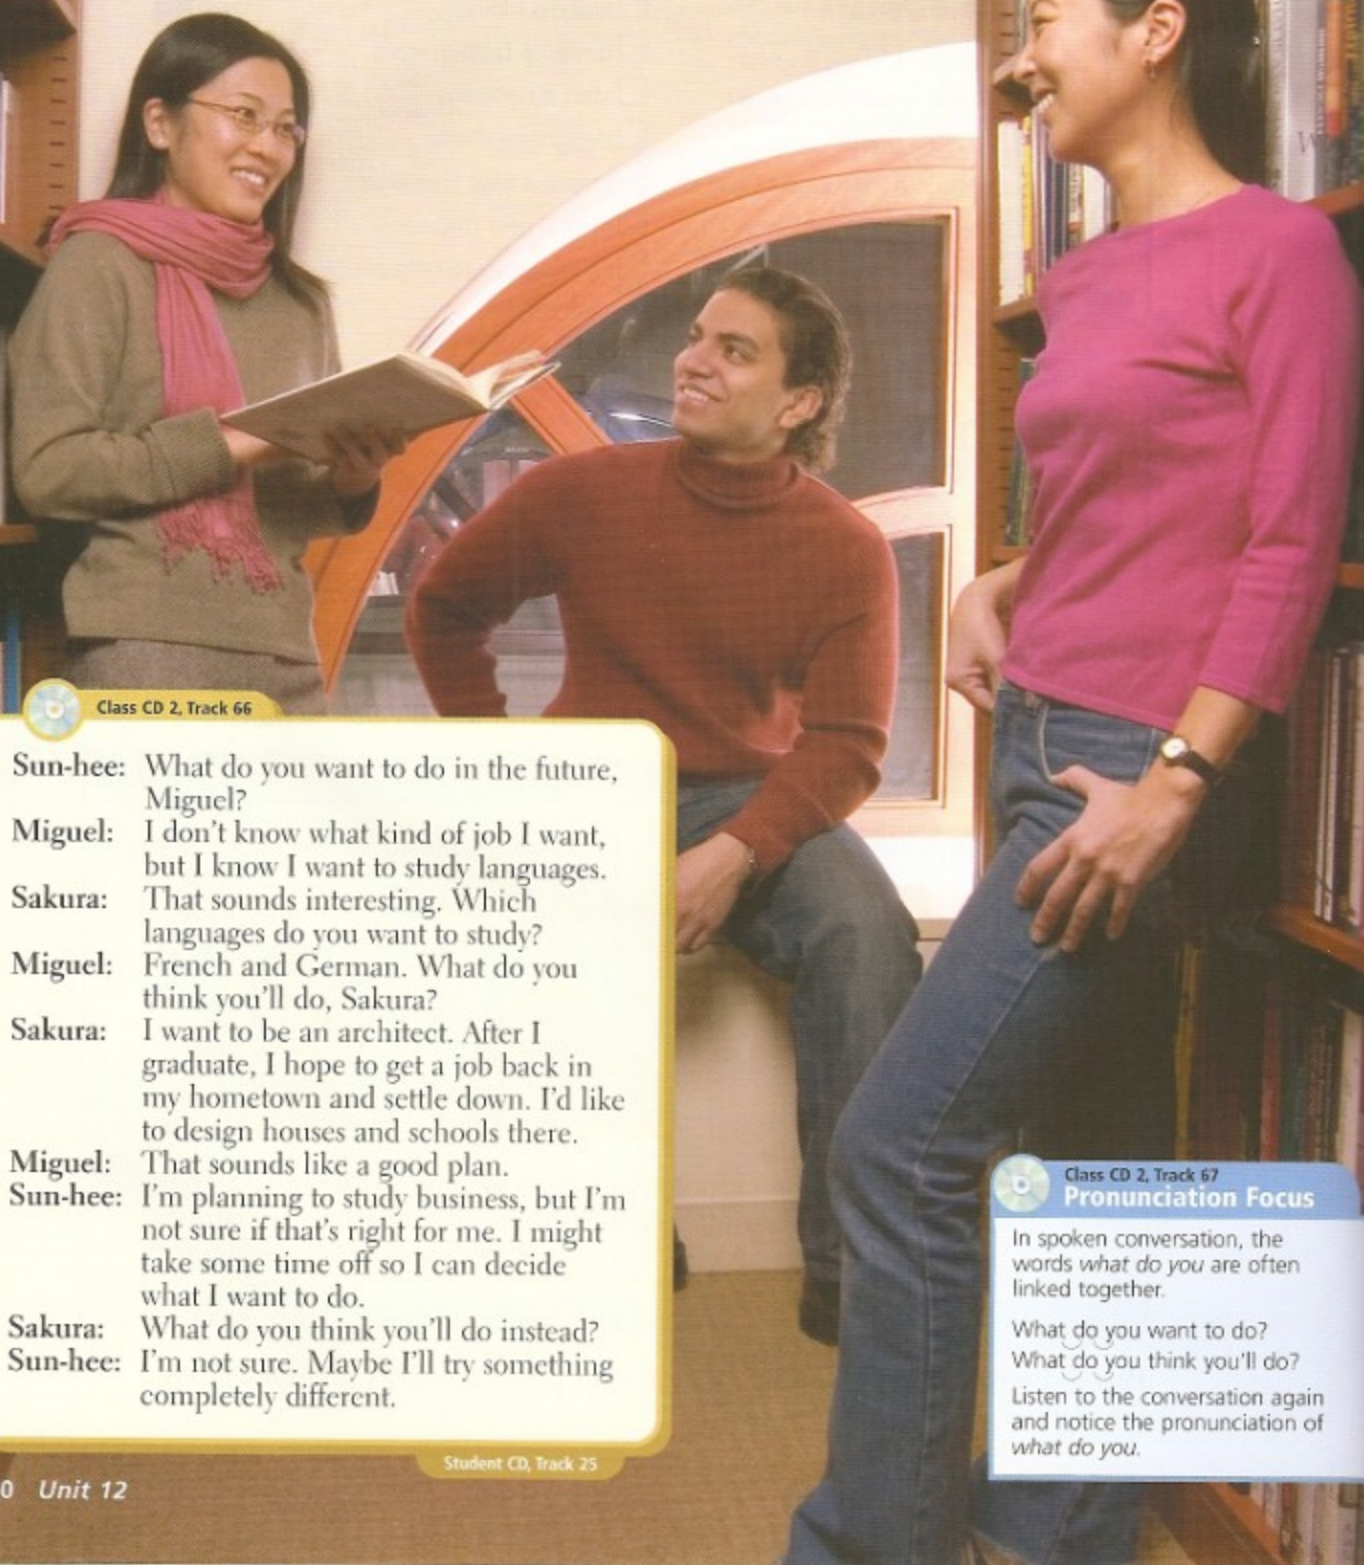 Class CD 2, Track 66
Sun-hee: What do you want to do in the future,
Miguel?
Miguel: I don't know what kind of job I want,
but I know I want to study languages.
Sakura: That sounds interesting. Which
languages do you want to study?
Miguel: French and German. What do you
think you'll do, Sakura?
Sakura: I want to be an architect. After I
graduate, I hope to get a job back in
my hometown and settle down. I'd like
to design houses and schools there.
Miguel: That sounds like a good plan.
Sun-hee: I'm planning to study business, but I'm
not sure if that's right for me. I might
take some time off so I can decide
what I want to do.
Sakura: What do you think you'll do instead?
Sun-hee: I'm not sure. Maybe I'll try something
completely different.
Student CD, Track 25
0 Unit 12
Class CD 2, Track 67
Pronunciation Focus
In spoken conversation, the
words what do you are often
linked together.
What do you want to do?
What do you think you'll do?
Listen to the conversation again
and notice the pronunciation of
what do you.